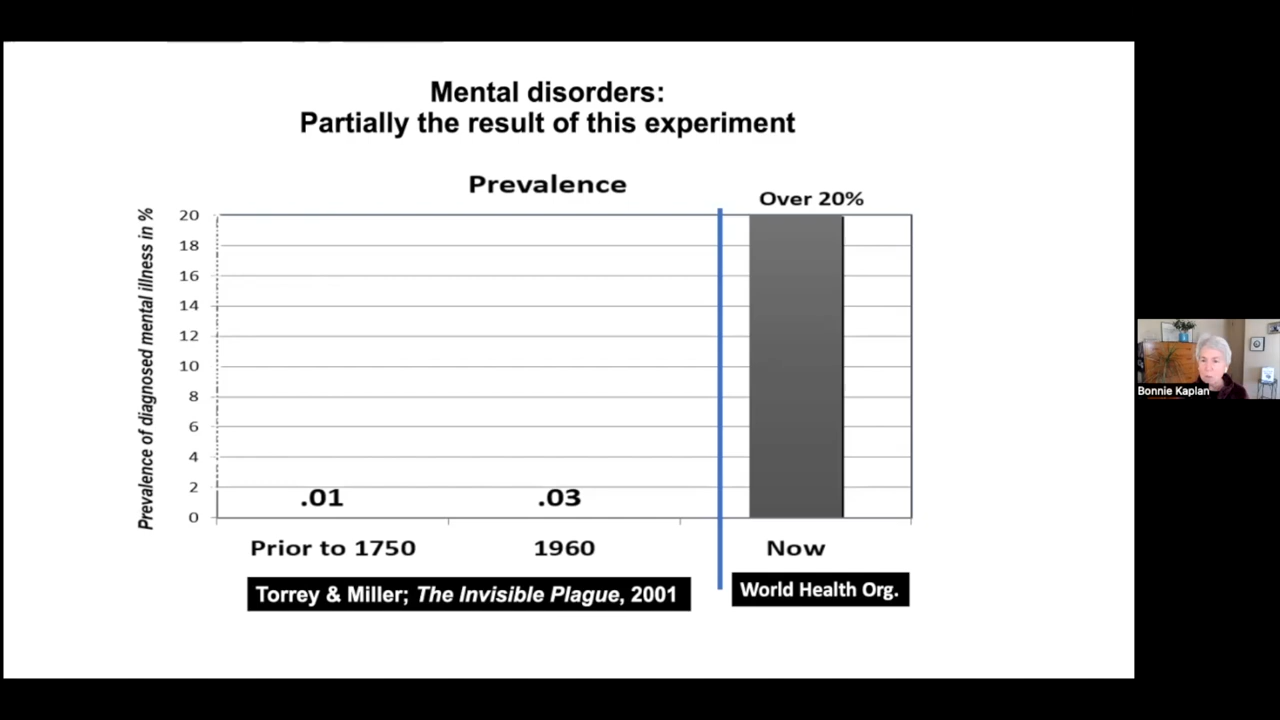 Mental disorders:
Partially the result of this experiment
Prevalence
Over 20%
Prevalence of diagnosed mental illness in %
20
18
16
14
12
10
8
6
4
2
0
.01
.03
Prior to 1750
1960
Now
Torrey & Miller; The Invisible Plague, 2001
World Health Org.
Bonnie Kaplan